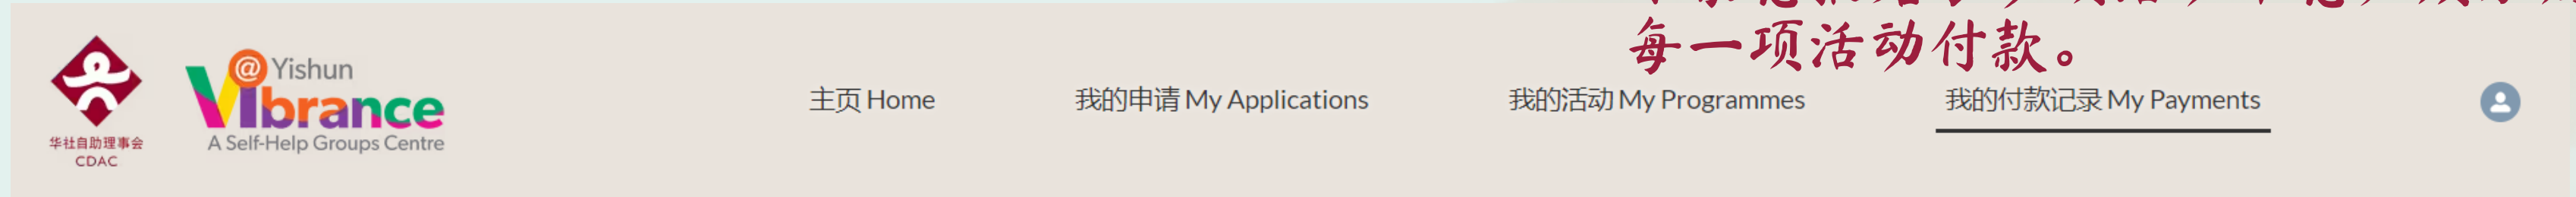 每一项活动付款。
@ Yishun
Vibrance
A Self-Help Groups Centre
华社自助理事会
CDAC
主页 Home
我的申请 My Applications
我的活动 My Programmes
我的付款记录 My Payments